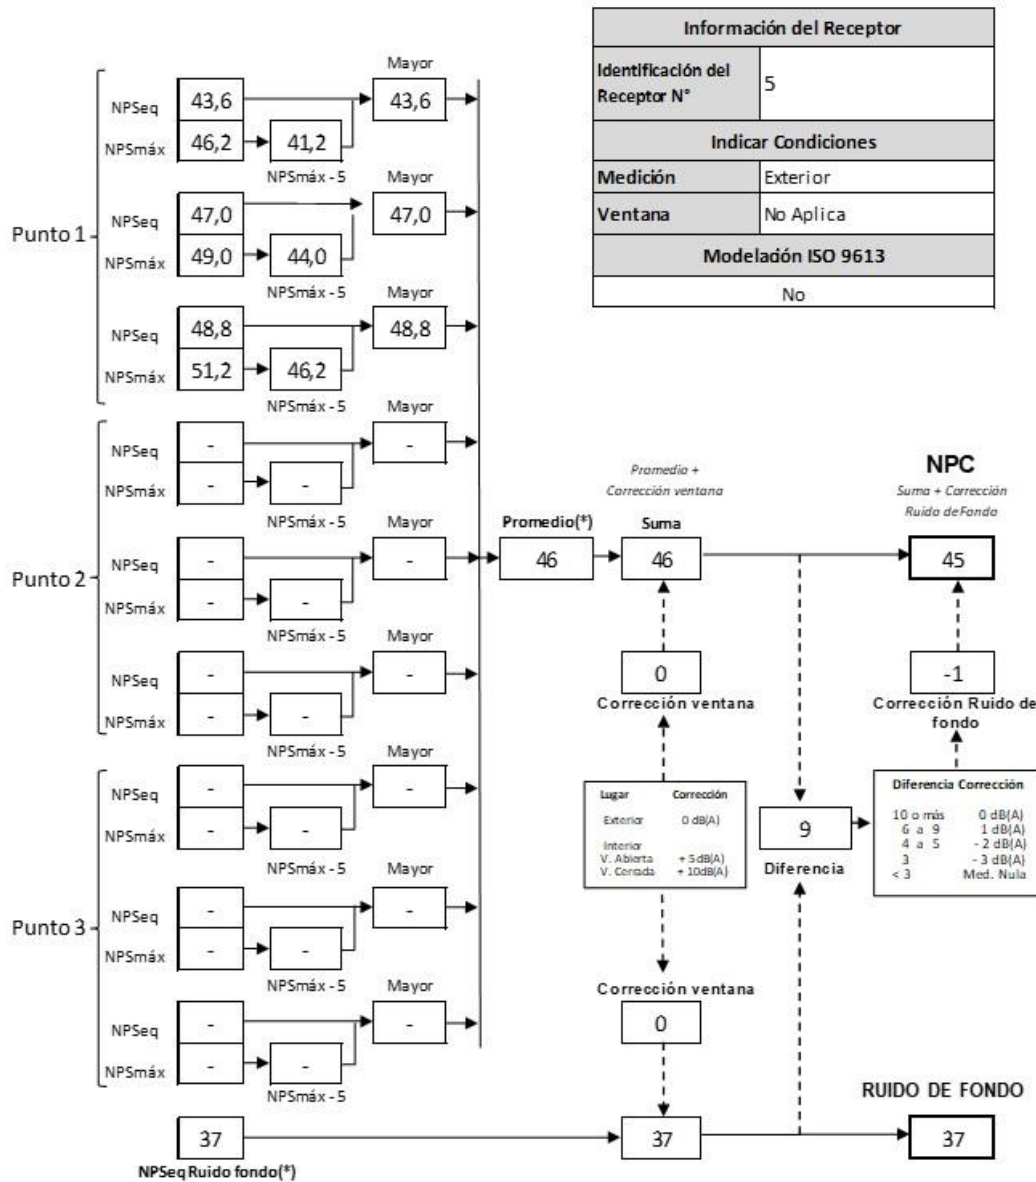 Información del Receptor
Identificación del
Receptor N°
5
Indicar Condiciones
Medición
Exterior
Ventana
No Aplica
Modelación ISO 9613
No
Punto 1
NPSeq
43,6
Mayor
43,6
NPSmáx
46,2
41,2
NPSmáx - 5
NPSeq
47,0
Mayor
47,0
NPSmáx
49,0
44,0
NPSmáx - 5
NPSeq
48,8
Mayor
48,8
NPSmáx
51,2
46,2
NPSmáx - 5
Punto 2
NPSeq
-
Mayor
-
NPSmáx
-
-
NPSmáx - 5
NPSeq
-
Mayor
-
NPSmáx
-
-
NPSmáx - 5
NPSeq
-
Mayor
-
NPSmáx
-
-
NPSmáx - 5
Punto 3
NPSeq
-
Mayor
-
NPSmáx
-
-
NPSmáx - 5
NPSeq
-
Mayor
-
NPSmáx
-
-
NPSmáx - 5
NPSeq
-
Mayor
-
NPSmáx
-
-
NPSmáx - 5
37
NPSeq Ruido fondo(*)
Promedio(*)
46
Promedio +
Corrección ventana
Suma
46
0
Corrección ventana
Lugar Corrección
Exterior 0 dB(A)
Interior
V. Abierta + 5dB(A)
V. Cerrada + 10dB(A)
Corrección ventana
0
37
9
Diferencia
NPC
Suma + Corrección
Ruido de Fondo
45
-1
Corrección Ruido de
fondo
Diferencia Corrección
10 o más 0 dB(A)
6 a 9 1 dB(A)
4 a 5 - 2 dB(A)
3 - 3 dB(A)
< 3 Med. Nula
RUIDO DE FONDO
37